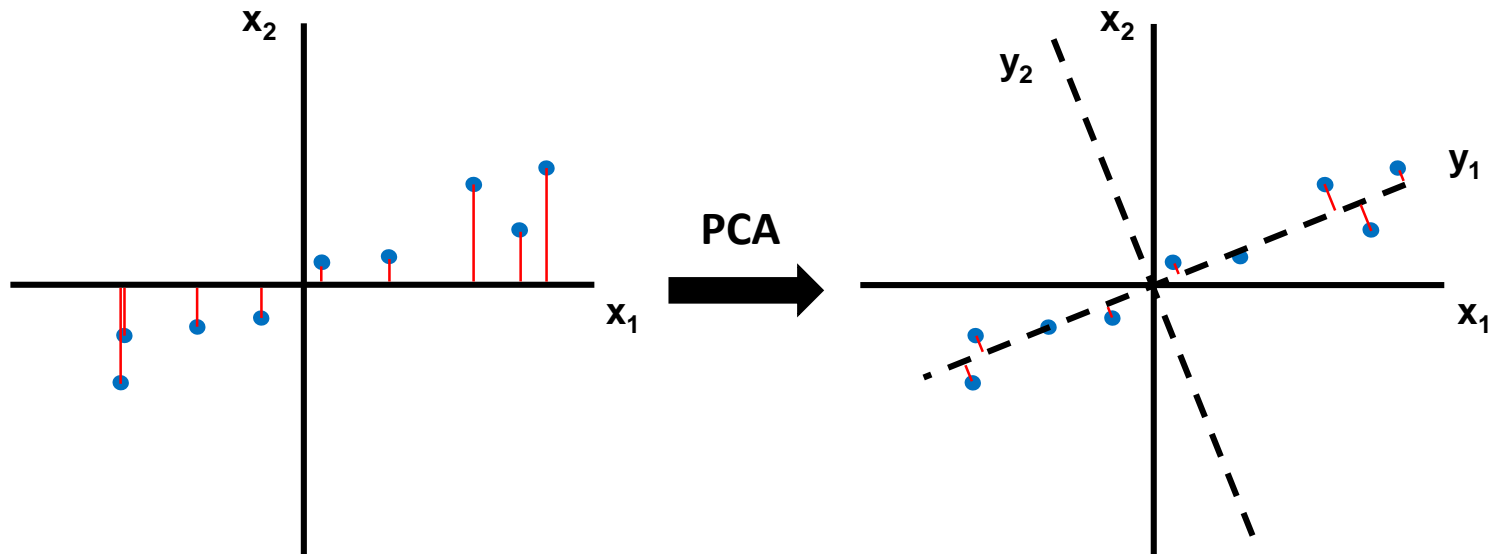 x₂
x₁
PCA
x₂
y₂
y₁
x₁